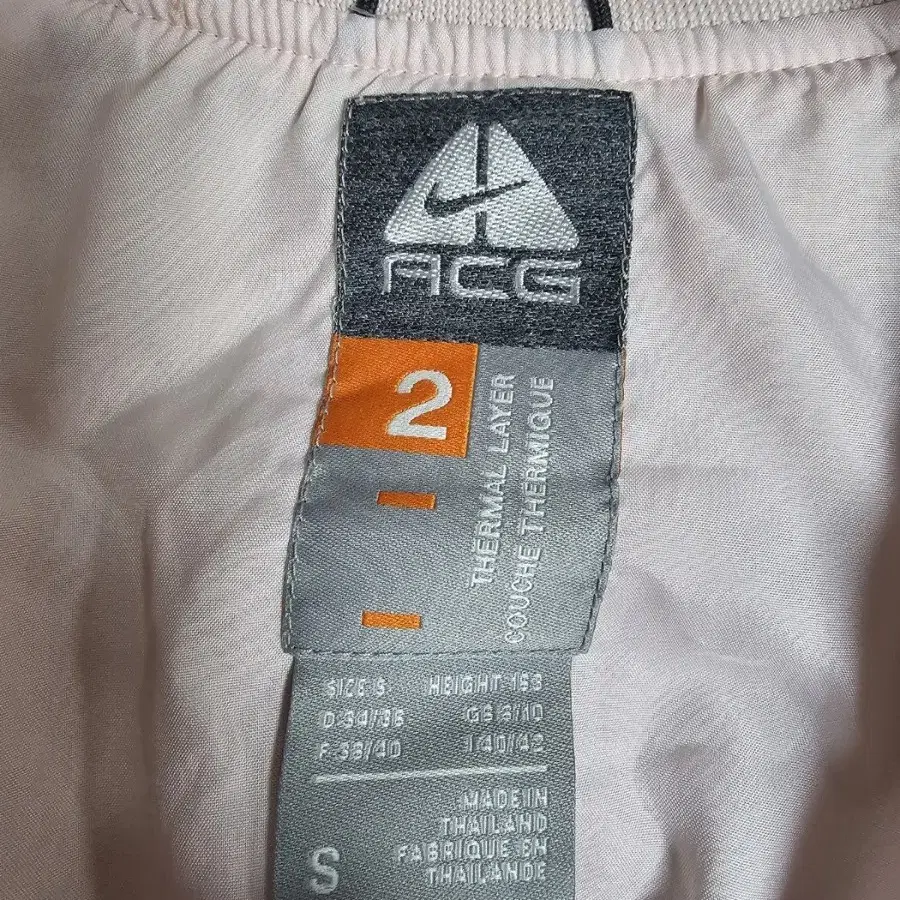 ACG
2
THERMAL LAYER
COUCHE THERMIQUE
SIZE S HEIGHT 163
D 34/36 GB 8/10
F 38/40 I 40/42
MADE IN
THAILAND
FABRIQUE EN
THAILANDE
S